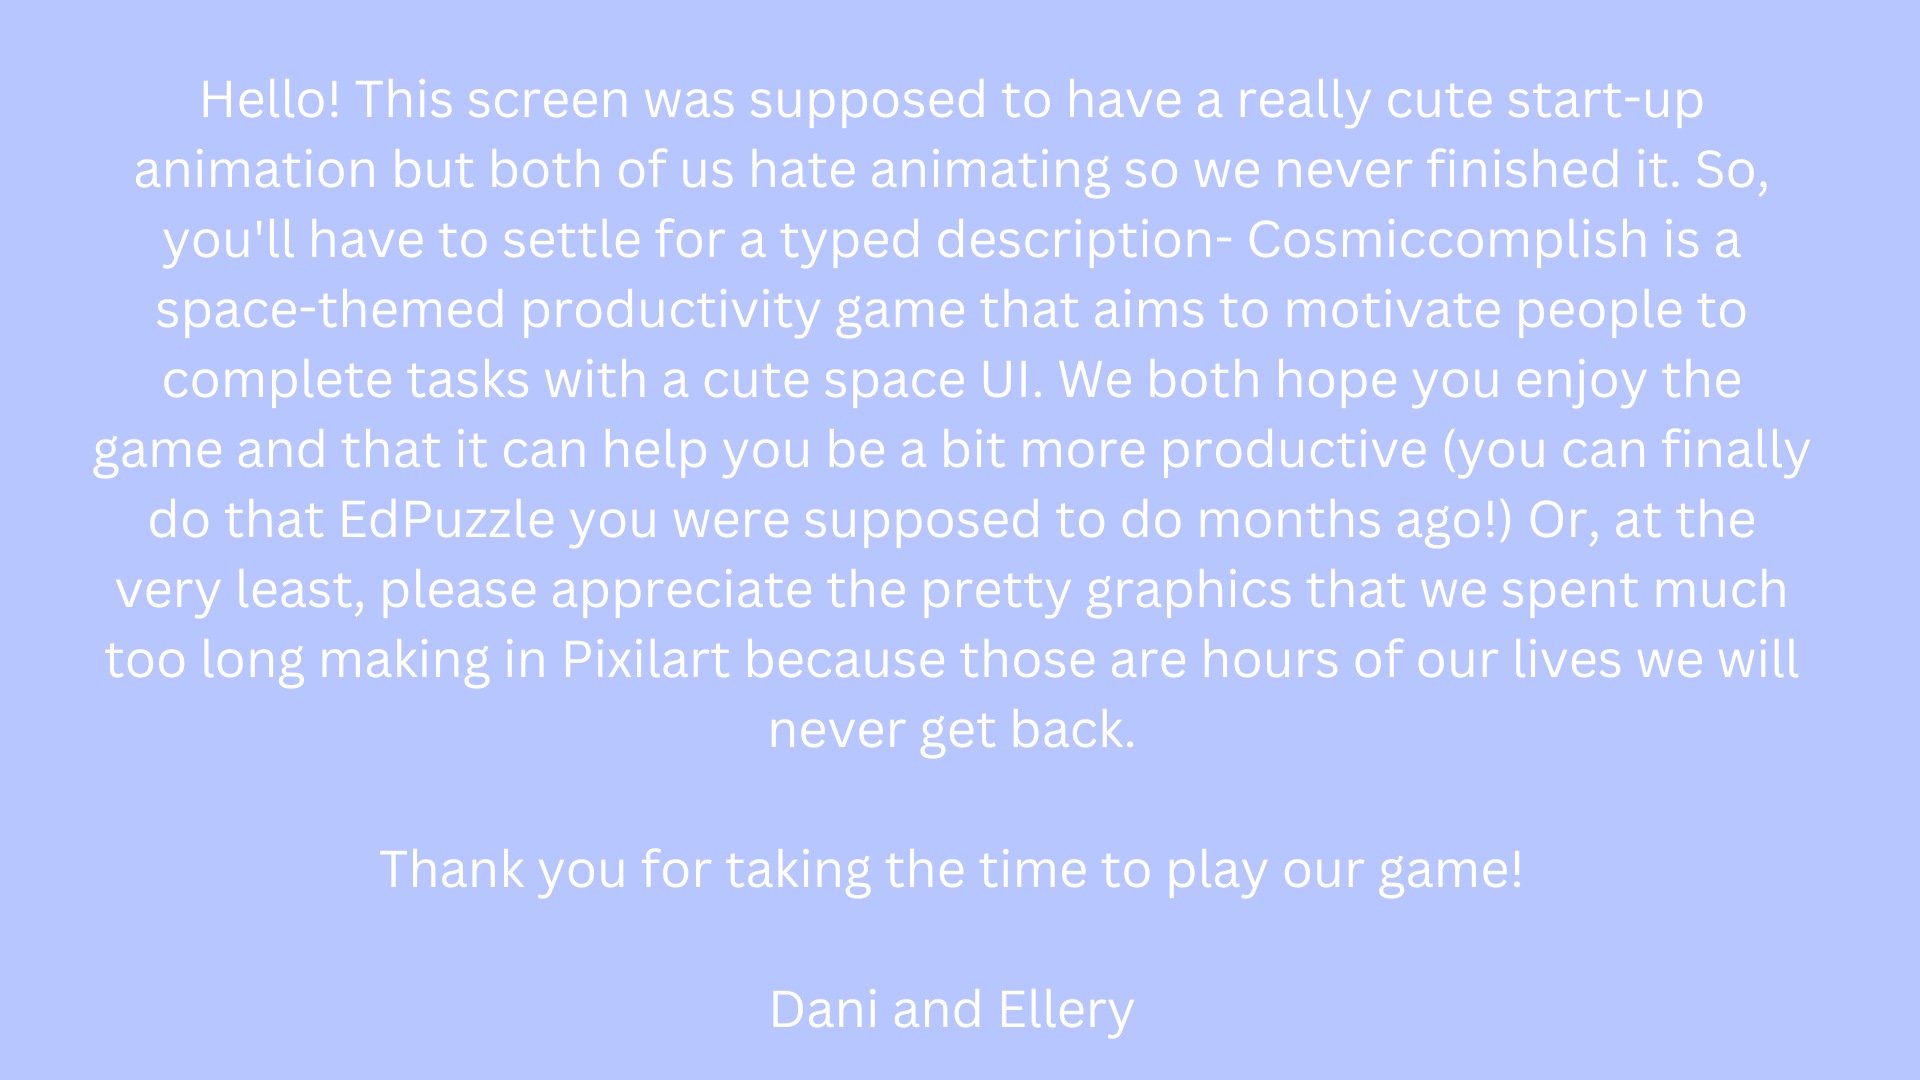 Hello! This screen was supposed to have a really cute start-up
animation but both of us hate animating so we never finished it. So,
you'll have to settle for a typed description- Cosmiccomplish is a
space-themed productivity game that aims to motivate people to
complete tasks with a cute space UI. We both hope you enjoy the
game and that it can help you be a bit more productive (you can finally
do that EdPuzzle you were supposed to do months ago!) Or, at the
very least, please appreciate the pretty graphics that we spent much
too long making in Pixilart because those are hours of our lives we will
never get back.
Thank you for taking the time to play our game!
Dani and Ellery